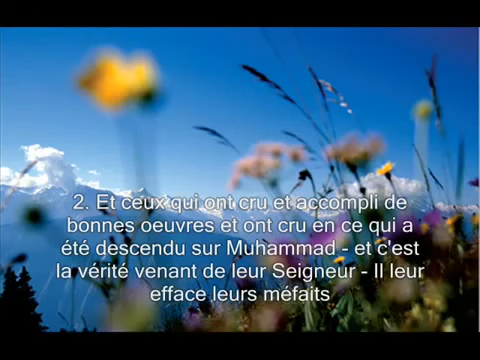 2. Et ceux qui ont cru et accompli de
bonnes oeuvres et ont cru en ce qui a
été descendu sur Muhammad - et c'est
la vérité venant de leur Seigneur - Il leur
efface leurs méfaits